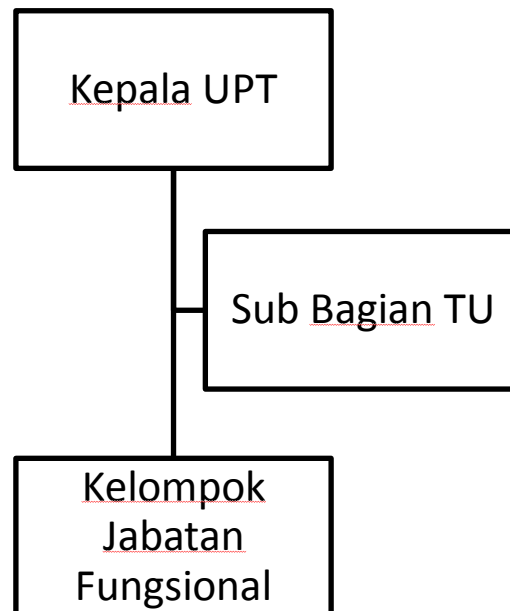 Kepala UPT
Sub Bagian TU
Kelompok
Jabatan
Fungsional